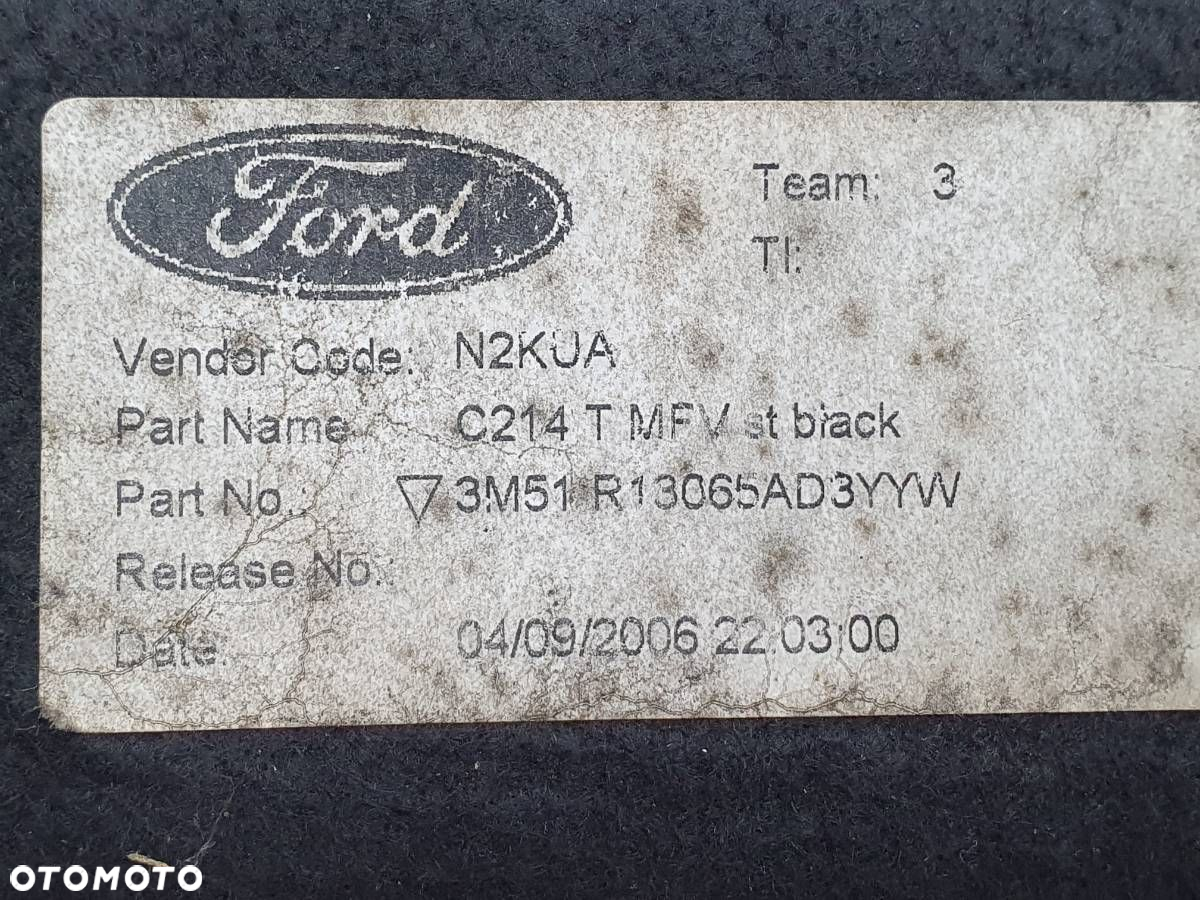 Ford
Team: 3
TI:
Vendor Code: N2KUA
Part Name C214 T MFV st black
Part No.: ▽3M51 R13065AD3YYW
Release No.:
Date: 04/09/2006 22:03:00
OTOMOTO